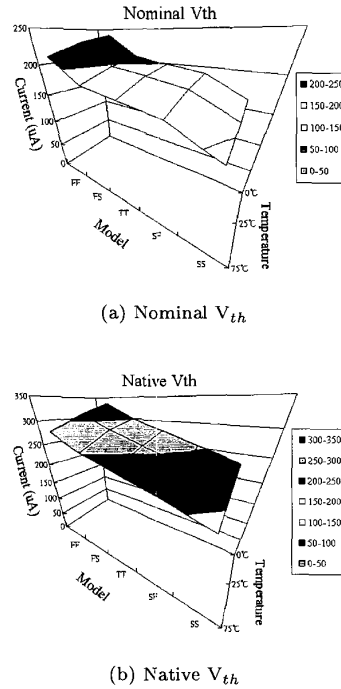 Nominal Vth
250
200
150
100
50
0
Current (uA)
FF
FS
TT
SF
SS
Model
0℃
25℃
75℃
Temperature
200-250
150-200
100-150
50-100
0-50
(a) Nominal V_th
Native Vth
350
300
250
200
150
100
50
0
Current (uA)
FF
FS
TT
SF
SS
Model
0℃
25℃
75℃
Temperature
300-350
250-300
200-250
150-200
100-150
50-100
0-50
(b) Native V_th